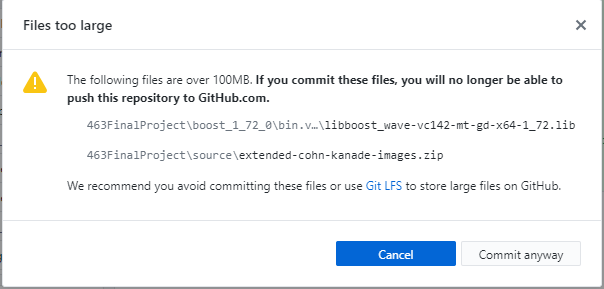 Files too large
The following files are over 100MB. If you commit these files, you will no longer be able to
push this repository to GitHub.com.
463FinalProject\boost_1_72_0\bin.v…\libboost_wave-vc142-mt-gd-x64-1_72.lib
463FinalProject\source\extended-cohn-kanade-images.zip
We recommend you avoid committing these files or use Git LFS to store large files on GitHub.
Cancel
Commit anyway